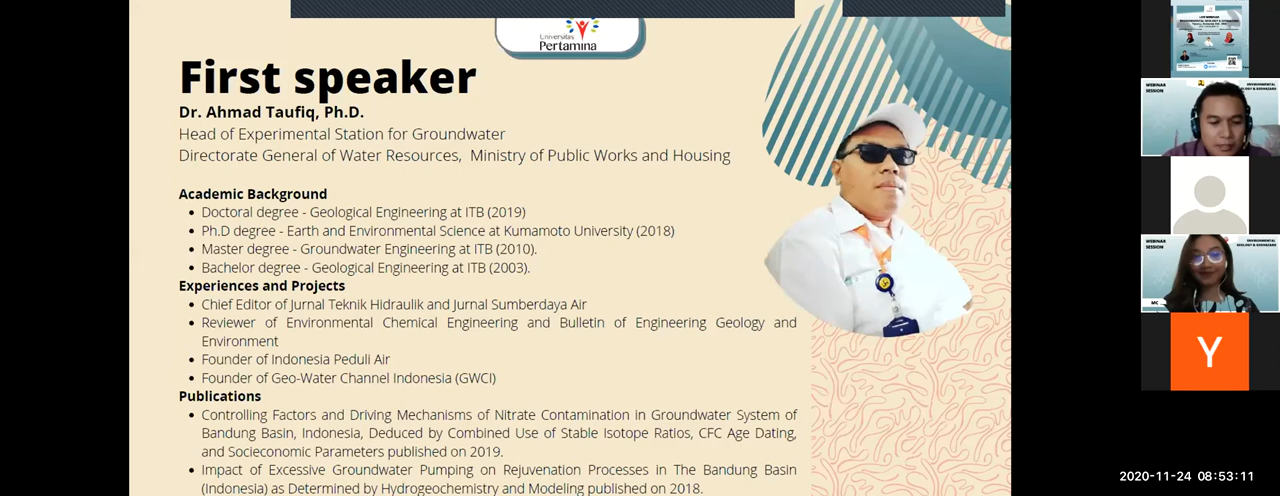 Universitas
Pertamina
First speaker
Dr. Ahmad Taufiq, Ph.D.
Head of Experimental Station for Groundwater
Directorate General of Water Resources, Ministry of Public Works and Housing
Academic Background
Doctoral degree - Geological Engineering at ITB (2019)
Ph.D degree - Earth and Environmental Science at Kumamoto University (2018)
Master degree - Groundwater Engineering at ITB (2010).
Bachelor degree - Geological Engineering at ITB (2003).
Experiences and Projects
Chief Editor of Jurnal Teknik Hidraulik and Jurnal Sumberdaya Air
Reviewer of Environmental Chemical Engineering and Bulletin of Engineering Geology and
Environment
Founder of Indonesia Peduli Air
Founder of Geo-Water Channel Indonesia (GWCI)
Publications
Controlling Factors and Driving Mechanisms of Nitrate Contamination in Groundwater System of
Bandung Basin, Indonesia, Deduced by Combined Use of Stable Isotope Ratios, CFC Age Dating,
and Socieconomic Parameters published on 2019.
Impact of Excessive Groundwater Pumping on Rejuvenation Processes in The Bandung Basin
(Indonesia) as Determined by Hydrogeochemistry and Modeling published on 2018.
WEBINAR
SESSION
WEBINAR
SESSION
ENVIRONMENTAL
GEOLOGY & GEOHAZARD
MC
Y
2020-11-24 08:53:11